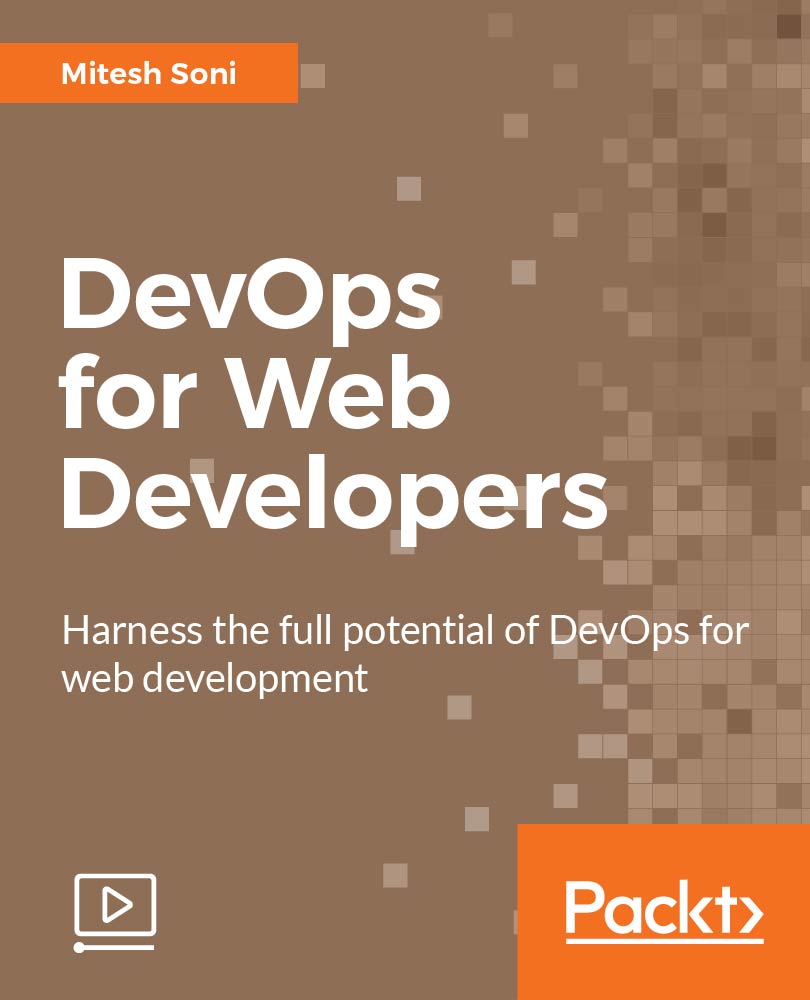 Mitesh Soni
DevOps
for Web
Developers
Harness the full potential of DevOps for
web development
Packt>